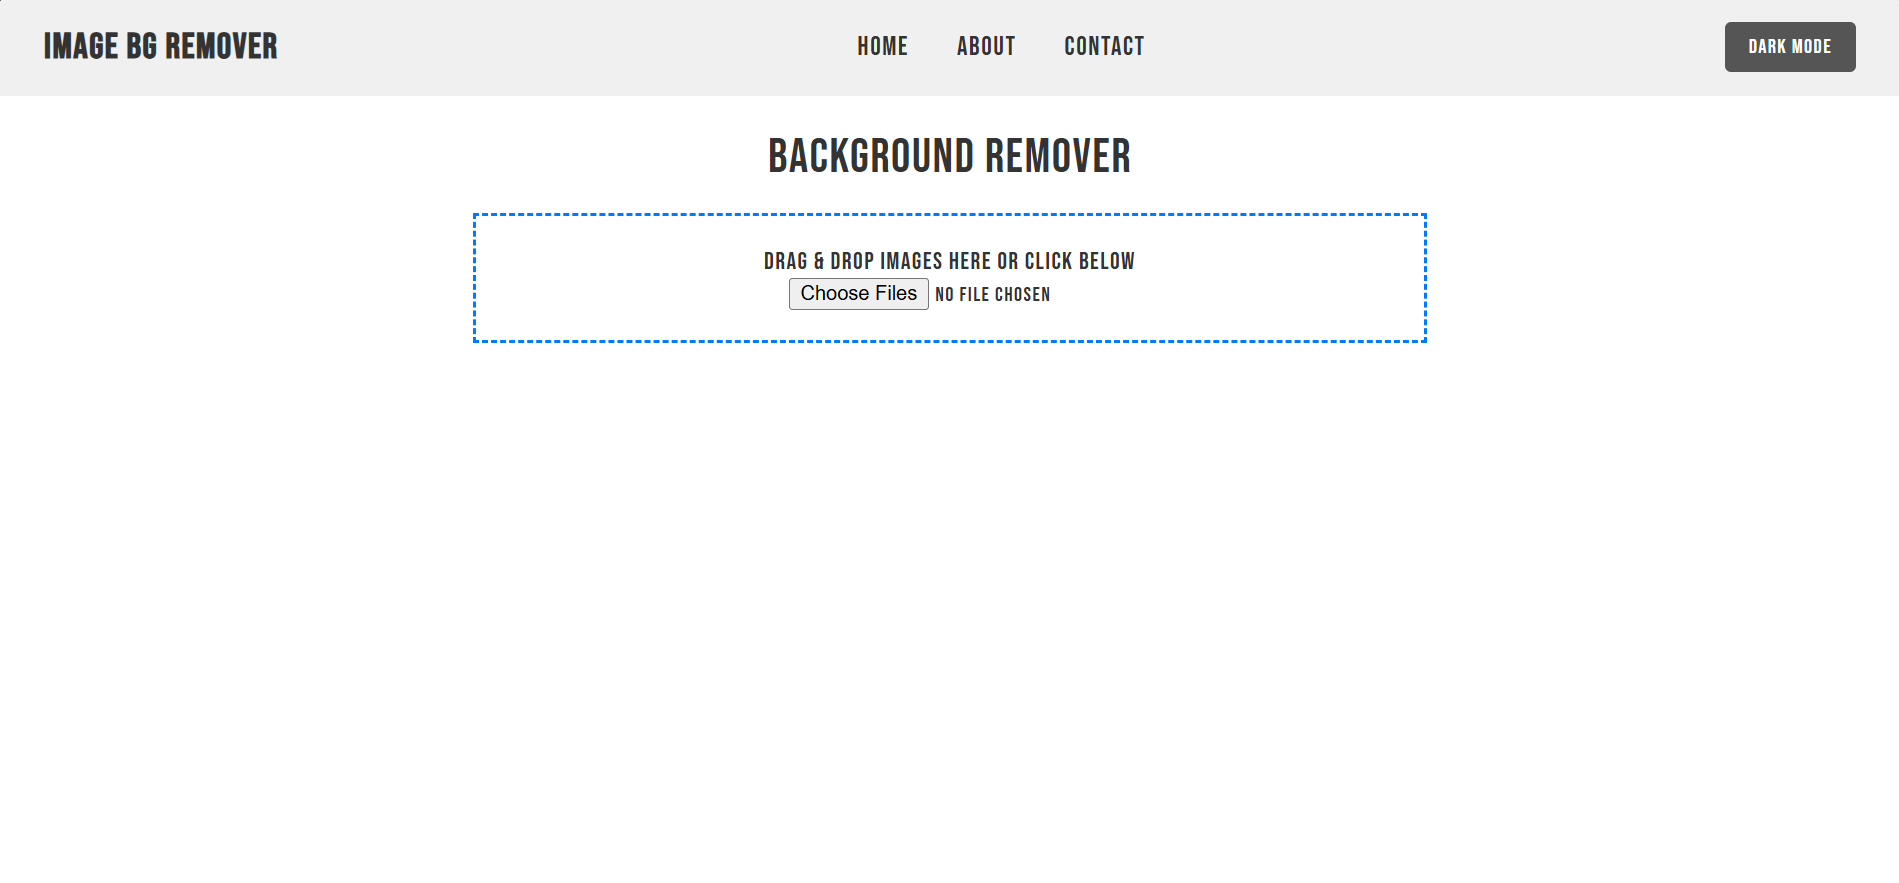 IMAGE BG REMOVER
HOME
ABOUT
CONTACT
DARK MODE
BACKGROUND REMOVER
DRAG & DROP IMAGES HERE OR CLICK BELOW
Choose Files NO FILE CHOSEN